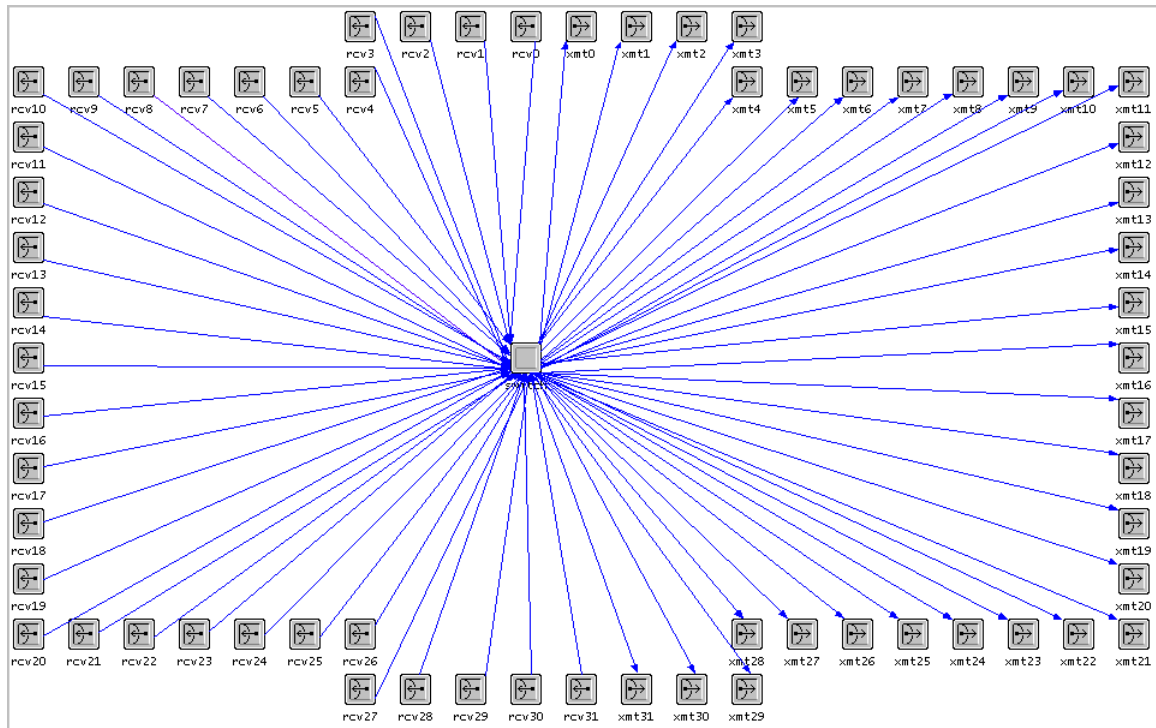 rcv3 rcv2 rcv1 rcv0 xmt0 xmt1 xmt2 xmt3
rcv10 rcv9 rcv8 rcv7 rcv6 rcv5 rcv4 xmt4 xmt5 xmt6 xmt7 xmt8 xmt9 xmt10 xmt11
rcv11 xmt12
rcv12 xmt13
rcv13 xmt14
rcv14 xmt15
rcv15 xmt16
rcv16 xmt17
rcv17 xmt18
rcv18 xmt19
rcv19 xmt20
rcv20 rcv21 rcv22 rcv23 rcv24 rcv25 rcv26 xmt28 xmt27 xmt26 xmt25 xmt24 xmt23 xmt22 xmt21
rcv27 rcv28 rcv29 rcv30 rcv31 xmt31 xmt30 xmt29